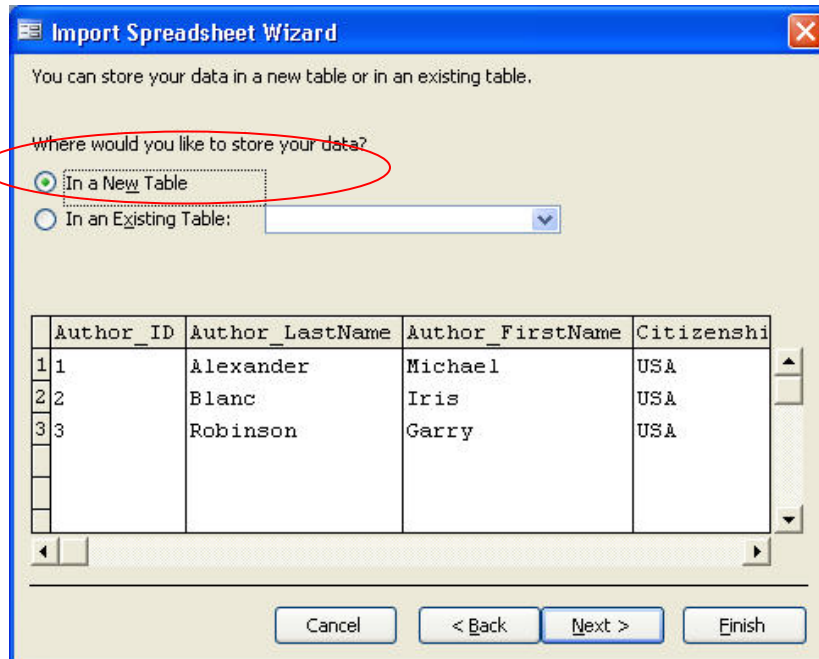 Import Spreadsheet Wizard
You can store your data in a new table or in an existing table.
Where would you like to store your data?
In a New Table
In an Existing Table:
Author_ID Author_LastName Author_FirstName Citizenshi
1 1 Alexander Michael USA
2 2 Blanc Iris USA
3 3 Robinson Garry USA
Cancel < Back Next > Finish